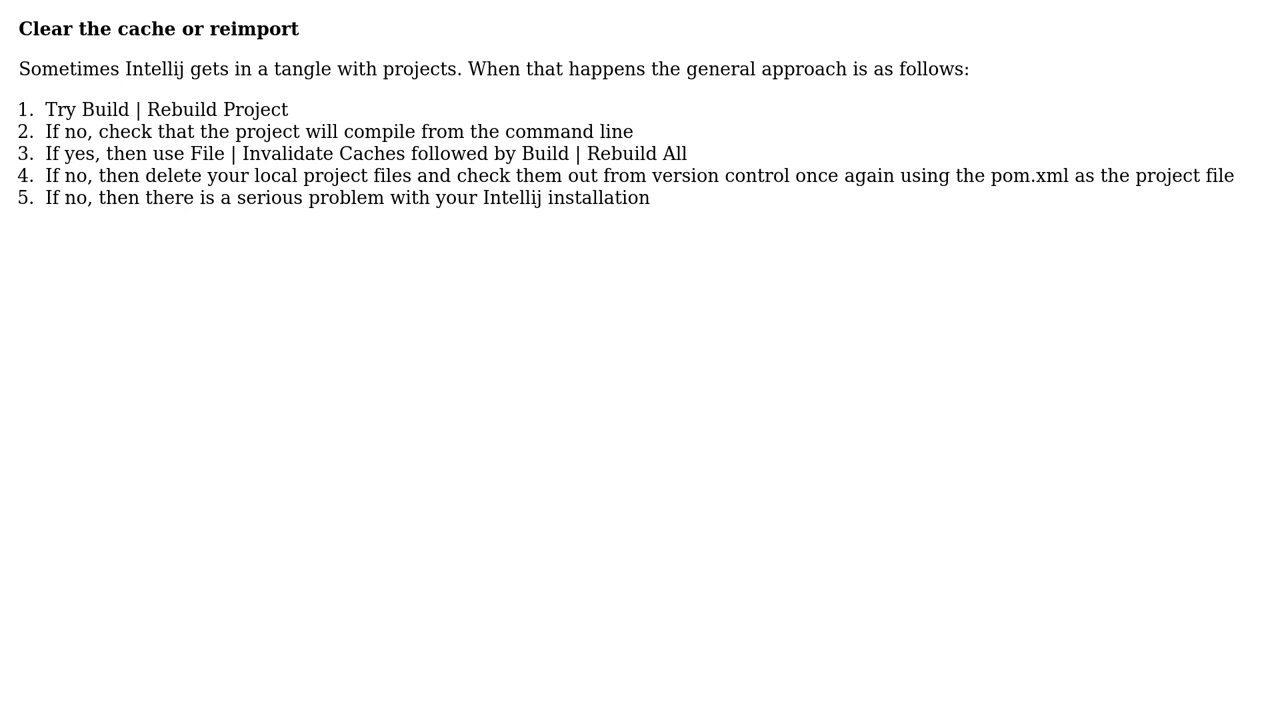 Clear the cache or reimport
Sometimes Intellij gets in a tangle with projects. When that happens the general approach is as follows:
1. Try Build | Rebuild Project
2. If no, check that the project will compile from the command line
3. If yes, then use File | Invalidate Caches followed by Build | Rebuild All
4. If no, then delete your local project files and check them out from version control once again using the pom.xml as the project file
5. If no, then there is a serious problem with your Intellij installation